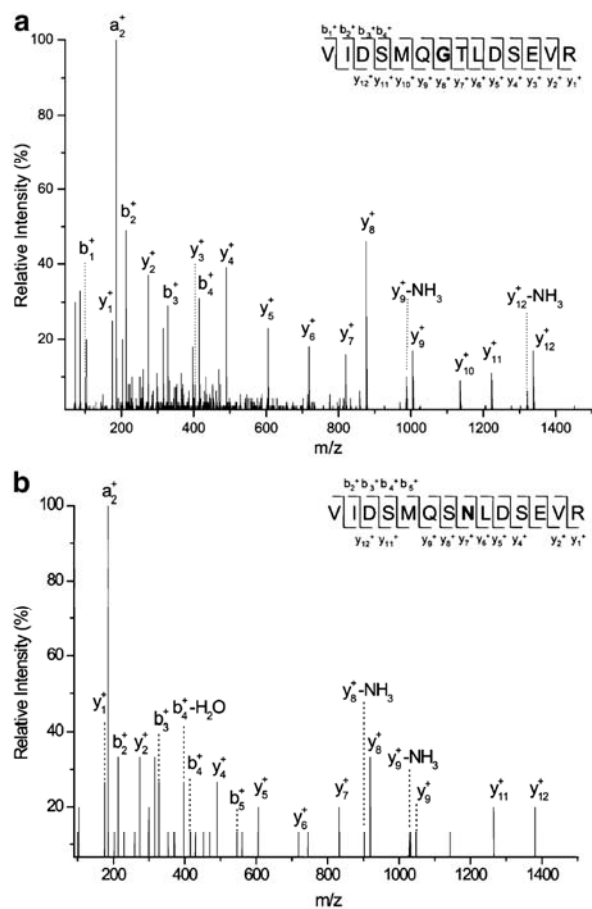 a
a₂⁺
b₁⁺ b₂⁺ b₃⁺ b₄⁺
VIDSMQGTLDSEVR
y₁₂⁺ y₁₁⁺ y₁₀⁺ y₉⁺ y₈⁺ y₇⁺ y₆⁺ y₅⁺ y₄⁺ y₃⁺ y₂⁺ y₁⁺
Relative Intensity (%)
100
80
60
40
20
b₁⁺
y₁⁺
b₂⁺
y₂⁺
b₃⁺
y₃⁺
b₄⁺
y₄⁺
y₅⁺
y₆⁺
y₇⁺
y₈⁺
y₉⁺-NH₃
y₉⁺
y₁₀⁺
y₁₁⁺
y₁₂⁺-NH₃
y₁₂⁺
200 400 600 800 1000 1200 1400
m/z
b
a₂⁺
b₂⁺ b₃⁺ b₄⁺ b₅⁺
VIDSMQSNLDSEVR
y₁₂⁺ y₁₁⁺ y₉⁺ y₈⁺ y₇⁺ y₆⁺ y₅⁺ y₄⁺ y₂⁺ y₁⁺
Relative Intensity (%)
100
80
60
40
20
y₁⁺
b₂⁺
y₂⁺
b₃⁺
b₄⁺-H₂O
b₄⁺
y₄⁺
b₅⁺
y₅⁺
y₆⁺
y₇⁺
y₈⁺-NH₃
y₈⁺
y₉⁺-NH₃
y₉⁺
y₁₁⁺
y₁₂⁺
200 400 600 800 1000 1200 1400
m/z